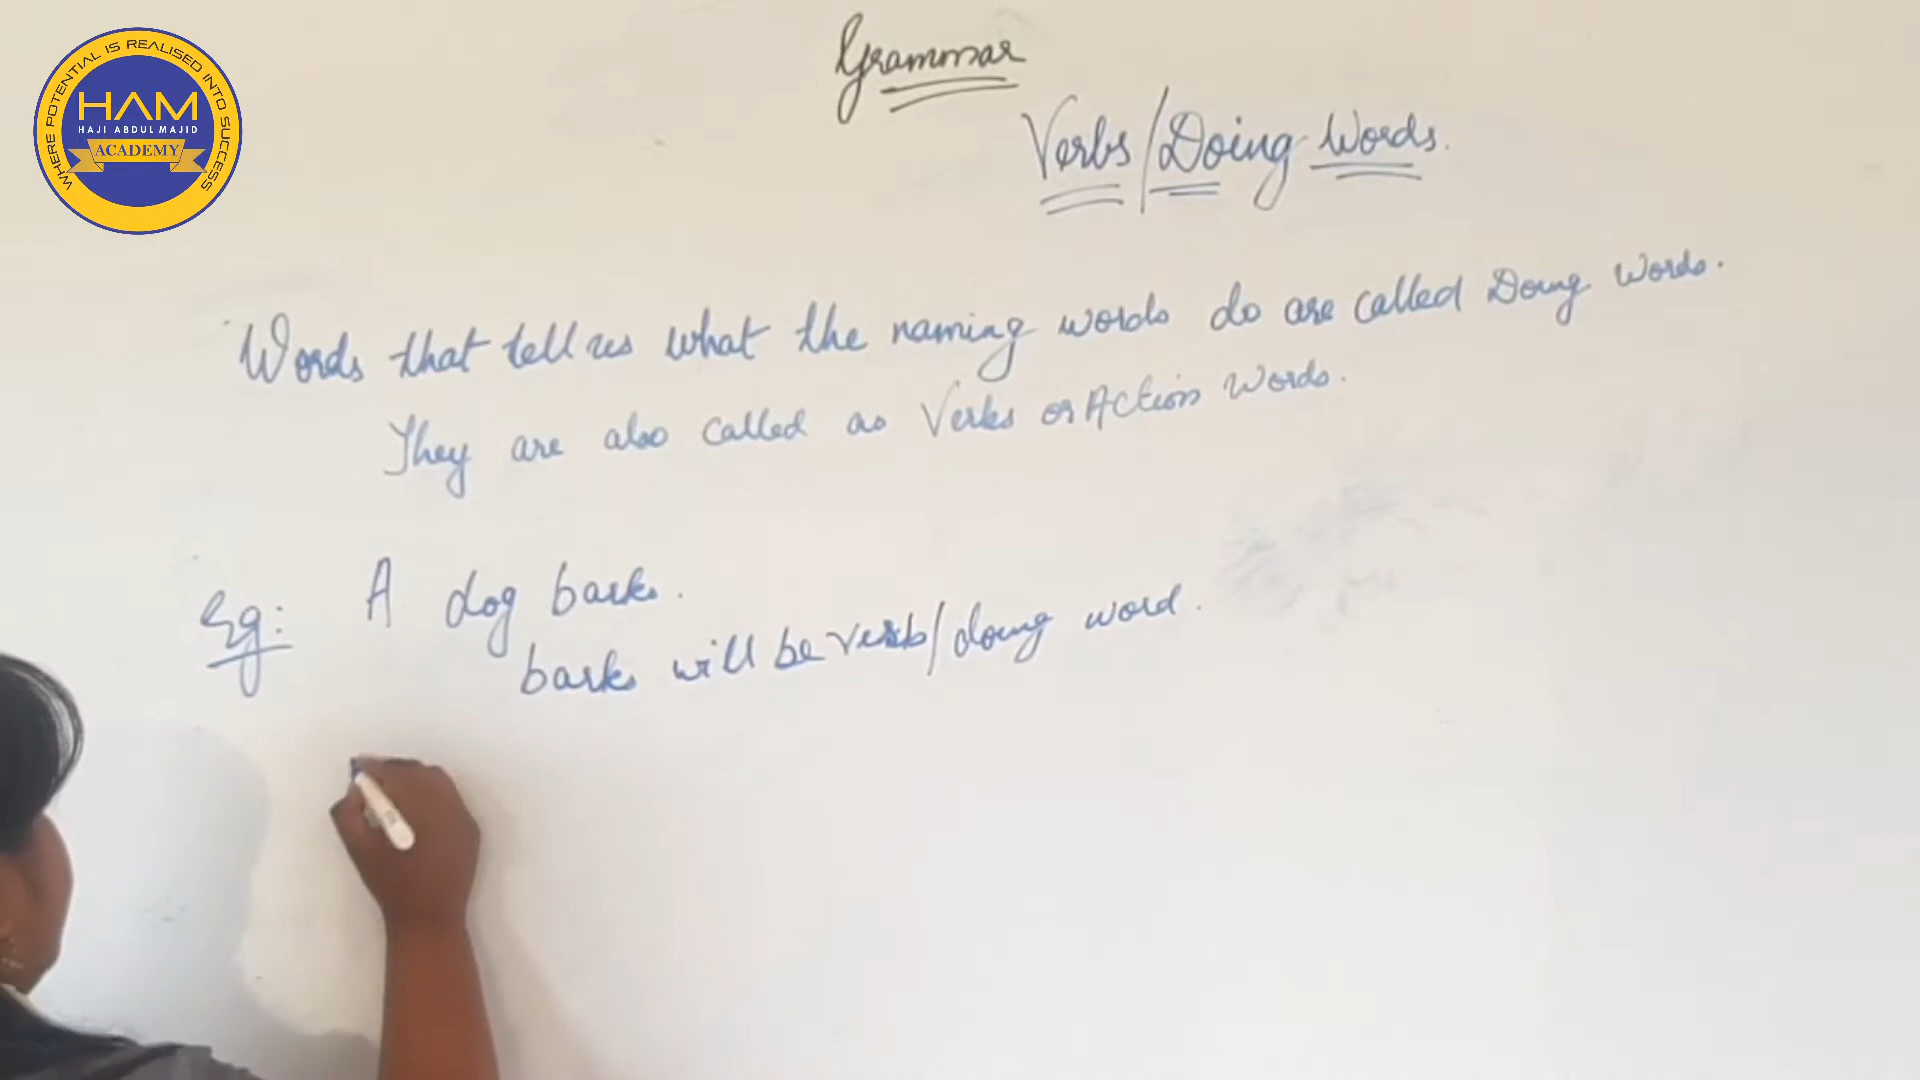 WHERE POTENTIAL IS REALISED INTO SUCCESS
HAM
HAJI ABDUL MAJID
ACADEMY
Grammar
Verbs/Doing Words.
Words that tell us what the naming words do are called Doing Words.
They are also called as Verbs or Action Words.
Eg: A dog barks.
barks will be verb/doing word.